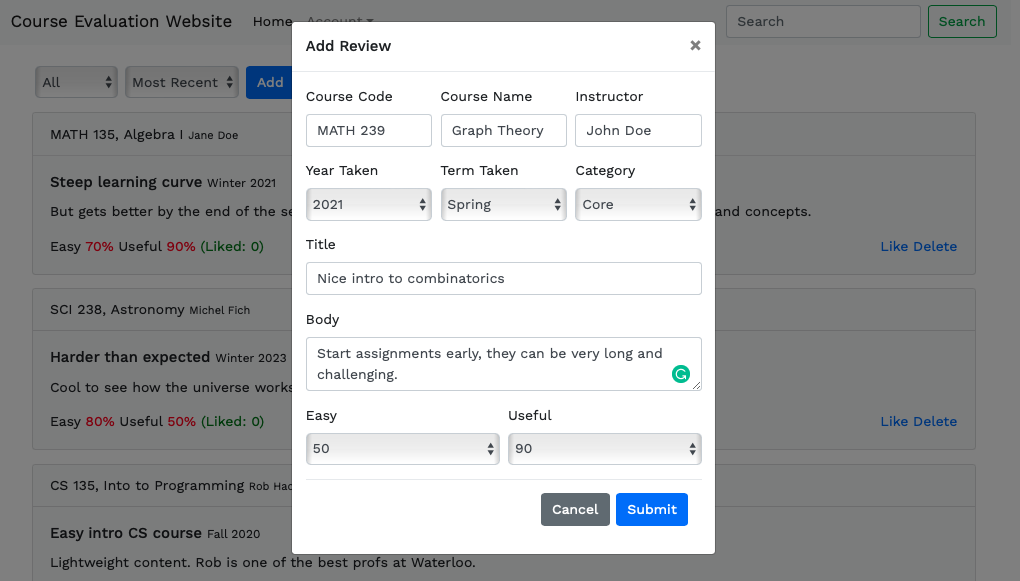 Course Evaluation Website Home Account Search Search
All Most Recent Add
Add Review ×
Course Code Course Name Instructor
MATH 239 Graph Theory John Doe
Year Taken Term Taken Category
2021 Spring Core
Title
Nice intro to combinatorics
Body
Start assignments early, they can be very long and
challenging.
Easy Useful
50 90
Cancel Submit
MATH 135, Algebra I Jane Doe
Steep learning curve Winter 2021
But gets better by the end of the and concepts.
Easy 70% Useful 90% (Liked: 0) Like Delete
SCI 238, Astronomy Michel Fich
Harder than expected Winter 2023
Cool to see how the universe works
Easy 80% Useful 50% (Liked: 0) Like Delete
CS 135, Into to Programming Rob
Easy intro CS course Fall 2020
Lightweight content. Rob is one of the best profs at Waterloo.